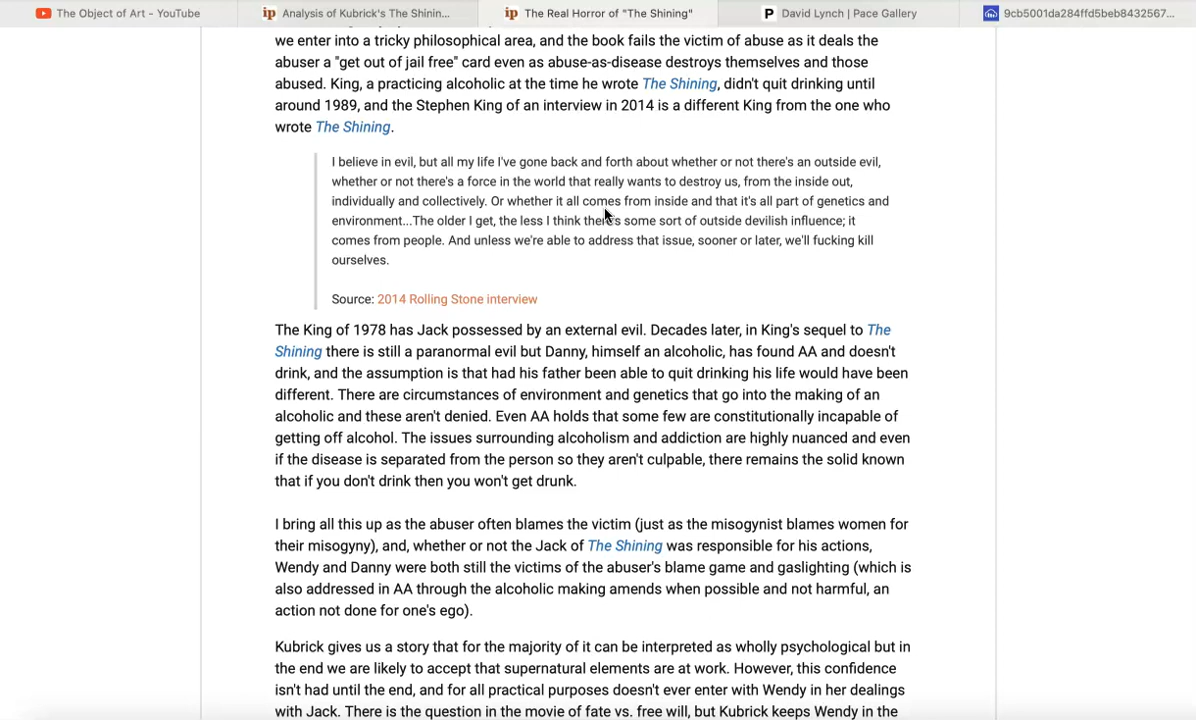 The Object of Art - YouTube
Analysis of Kubrick's The Shinin...
The Real Horror of "The Shining"
David Lynch | Pace Gallery
9cb5001da284ffd5beb8432567...
we enter into a tricky philosophical area, and the book fails the victim of abuse as it deals the
abuser a "get out of jail free" card even as abuse-as-disease destroys themselves and those
abused. King, a practicing alcoholic at the time he wrote The Shining, didn't quit drinking until
around 1989, and the Stephen King of an interview in 2014 is a different King from the one who
wrote The Shining.
I believe in evil, but all my life I've gone back and forth about whether or not there's an outside evil,
whether or not there's a force in the world that really wants to destroy us, from the inside out,
individually and collectively. Or whether it all comes from inside and that it's all part of genetics and
environment...The older I get, the less I think there's some sort of outside devilish influence; it
comes from people. And unless we're able to address that issue, sooner or later, we'll fucking kill
ourselves.
Source: 2014 Rolling Stone interview
The King of 1978 has Jack possessed by an external evil. Decades later, in King's sequel to The
Shining there is still a paranormal evil but Danny, himself an alcoholic, has found AA and doesn't
drink, and the assumption is that had his father been able to quit drinking his life would have been
different. There are circumstances of environment and genetics that go into the making of an
alcoholic and these aren't denied. Even AA holds that some few are constitutionally incapable of
getting off alcohol. The issues surrounding alcoholism and addiction are highly nuanced and even
if the disease is separated from the person so they aren't culpable, there remains the solid known
that if you don't drink then you won't get drunk.
I bring all this up as the abuser often blames the victim (just as the misogynist blames women for
their misogyny), and, whether or not the Jack of The Shining was responsible for his actions,
Wendy and Danny were both still the victims of the abuser's blame game and gaslighting (which is
also addressed in AA through the alcoholic making amends when possible and not harmful, an
action not done for one's ego).
Kubrick gives us a story that for the majority of it can be interpreted as wholly psychological but in
the end we are likely to accept that supernatural elements are at work. However, this confidence
isn't had until the end, and for all practical purposes doesn't ever enter with Wendy in her dealings
with Jack. There is the question in the movie of fate vs. free will, but Kubrick keeps Wendy in the